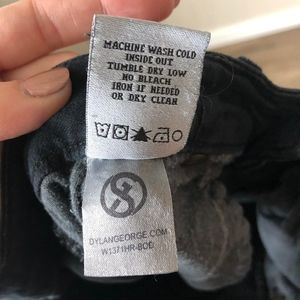 MACHINE WASH COLD
INSIDE OUT
TUMBLE DRY LOW
NO BLEACH
IRON IF NEEDED
OR DRY CLEAN
DYLANGEORGE.COM
W1371HR-BOD